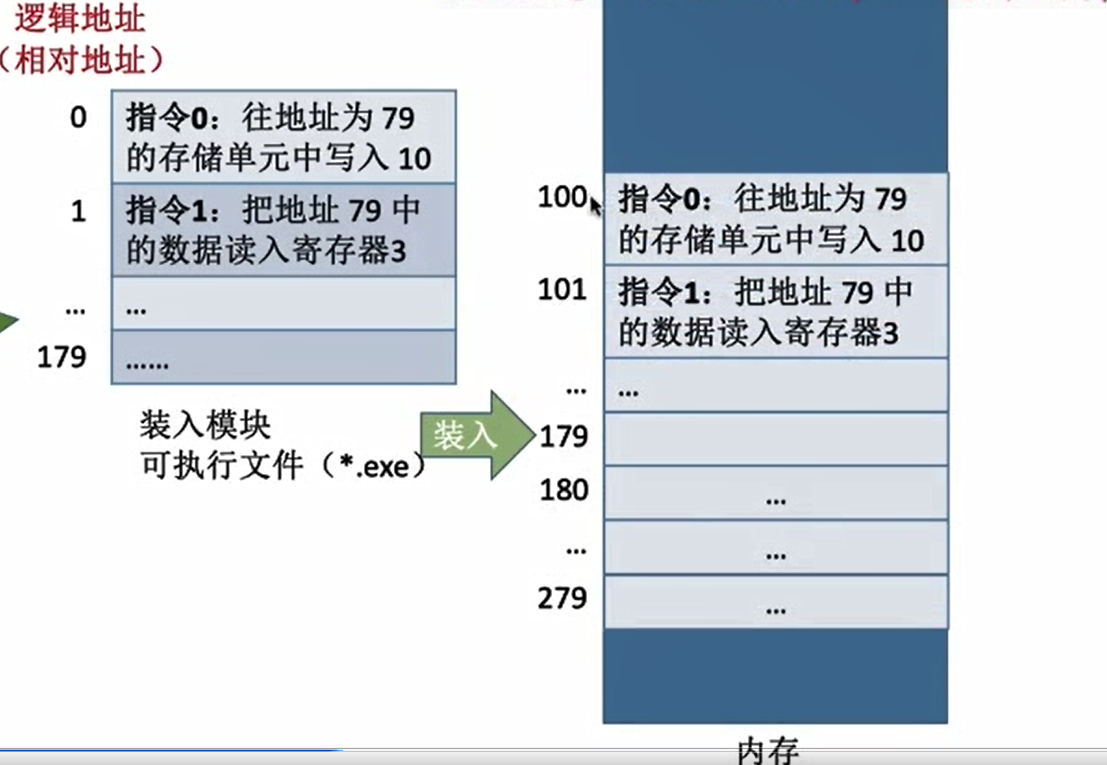 逻辑地址
（相对地址）
0
指令0：往地址为 79
的存储单元中写入 10
1
指令1：把地址 79 中
的数据读入寄存器3
...
...
179
......
装入模块
可执行文件（*.exe）
装入
100
指令0：往地址为 79
的存储单元中写入 10
101
指令1：把地址 79 中
的数据读入寄存器3
...
...
179
180
...
...
...
279
...
内存